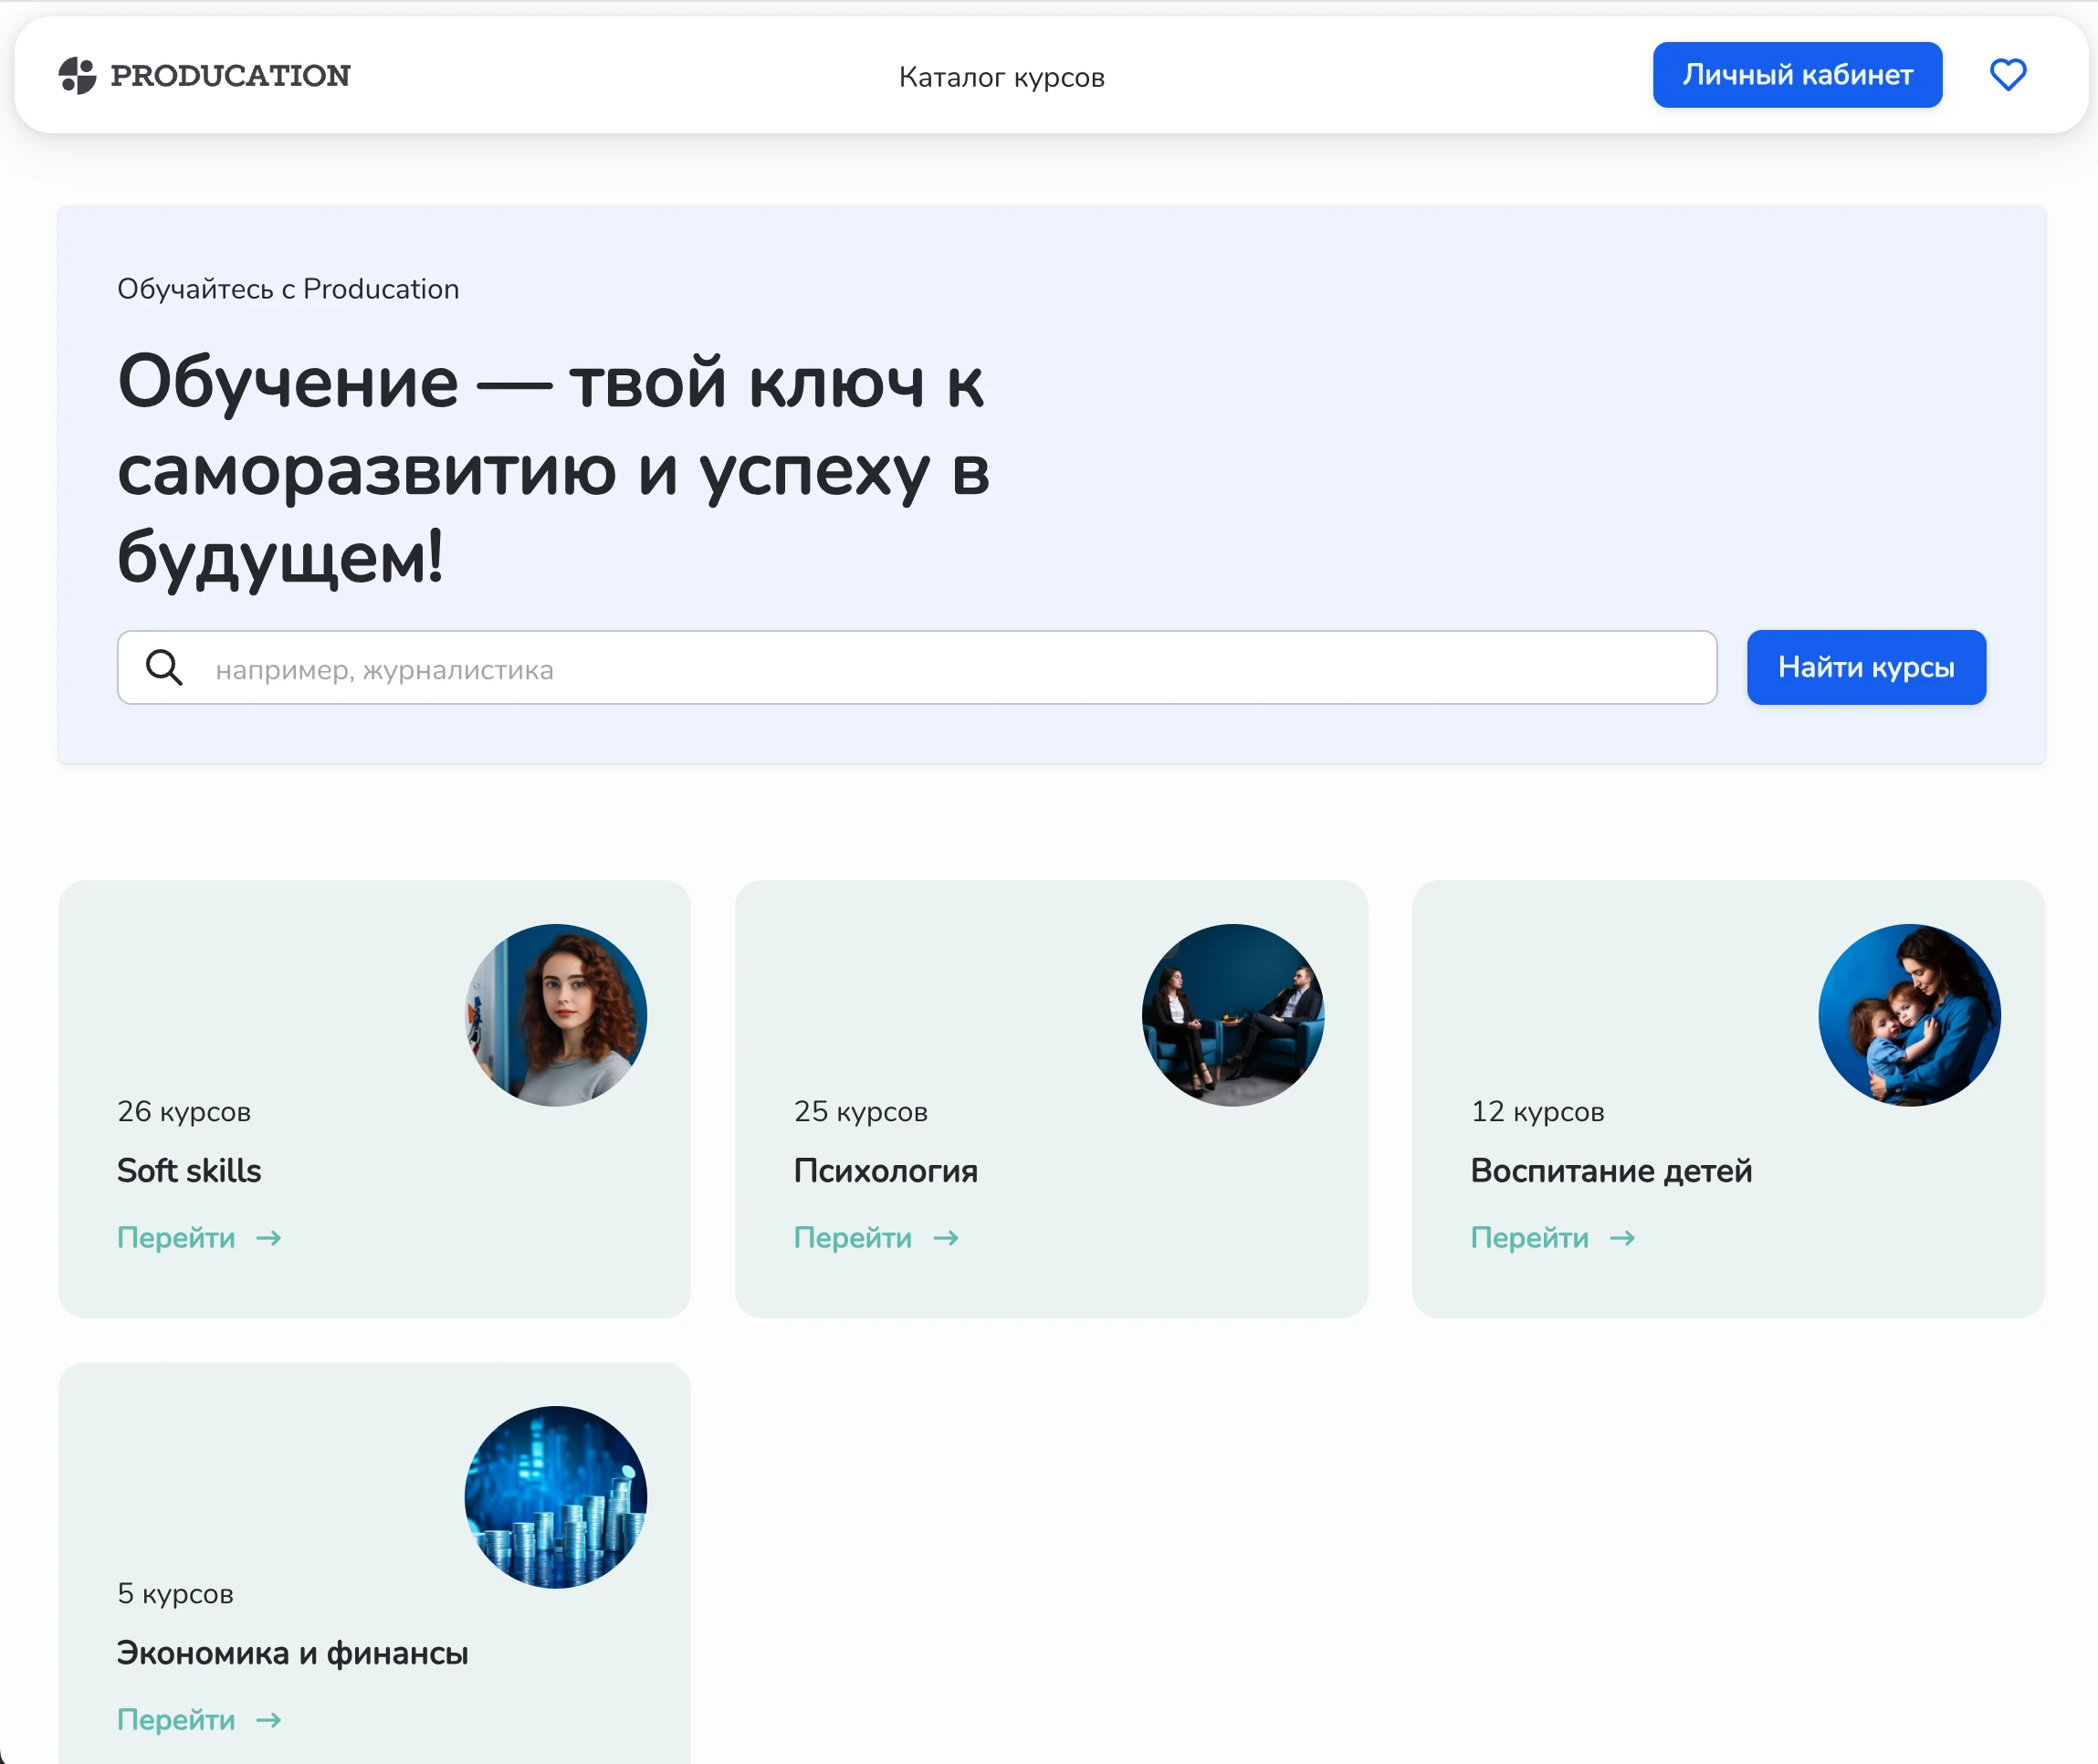 PRODUCATION
Каталог курсов
Личный кабинет
Обучайтесь с Producation
Обучение — твой ключ к
саморазвитию и успеху в
будущем!
например, журналистика
Найти курсы
26 курсов
Soft skills
Перейти →
25 курсов
Психология
Перейти →
12 курсов
Воспитание детей
Перейти →
5 курсов
Экономика и финансы
Перейти →